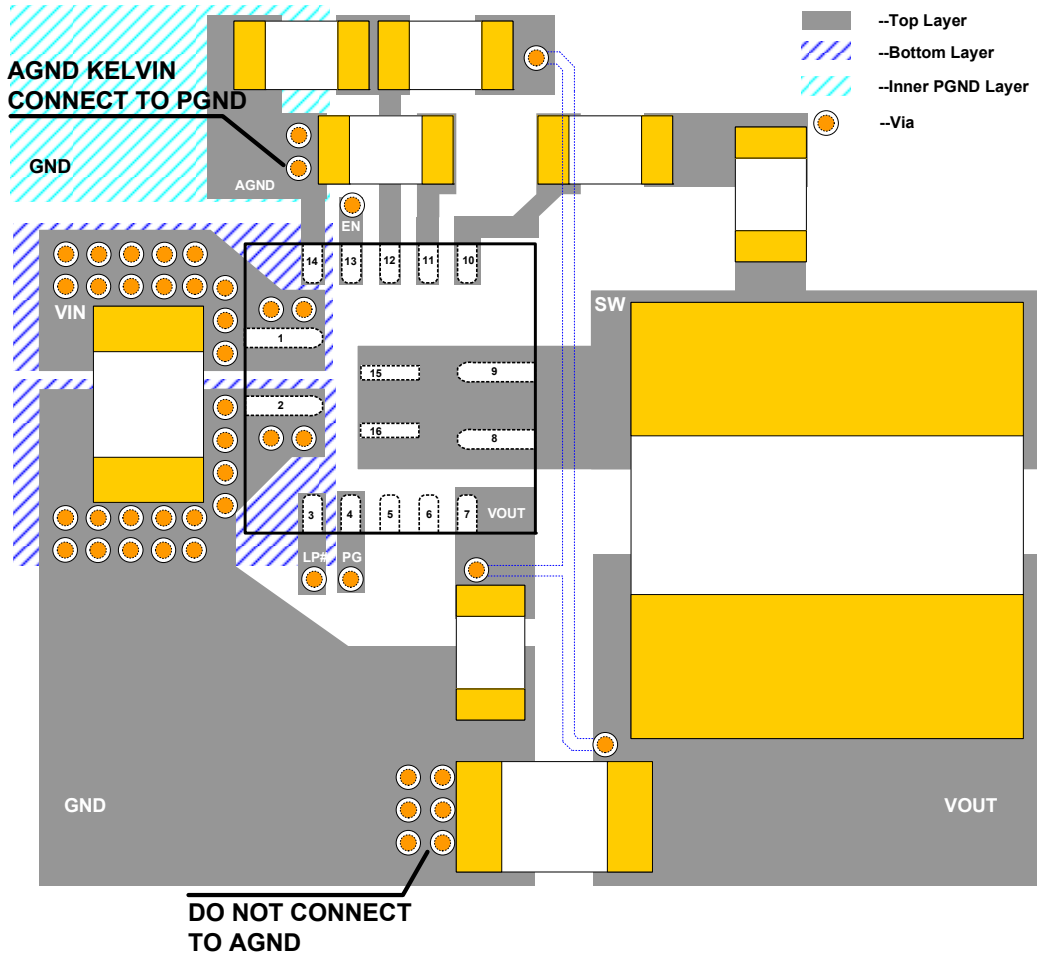 --Top Layer
--Bottom Layer
--Inner PGND Layer
--Via
AGND KELVIN
CONNECT TO PGND
GND
AGND
EN
14
13
12
11
10
VIN
SW
1
15
9
2
16
8
3
4
5
6
7
VOUT
LP#
PG
GND
VOUT
DO NOT CONNECT
TO AGND